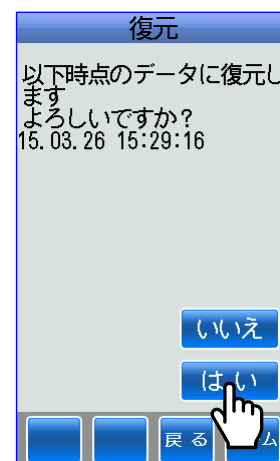 復元
以下時点のデータに復元し
ます
よろしいですか？
15.03.26 15:29:16
いいえ
はい
戻る
ム